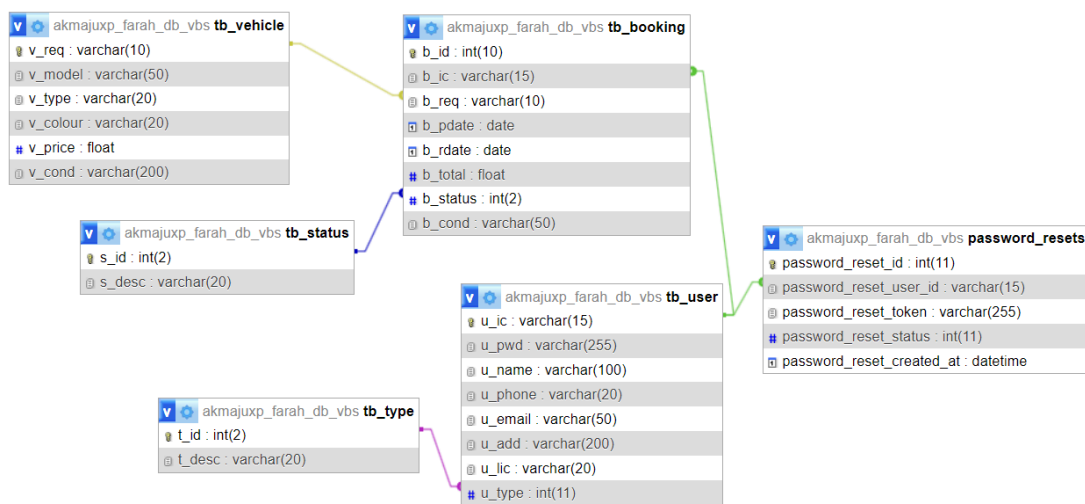 akmajuxp_farah_db_vbs tb_vehicle
v_req : varchar(10)
v_model : varchar(50)
v_type : varchar(20)
v_colour : varchar(20)
v_price : float
v_cond : varchar(200)
akmajuxp_farah_db_vbs tb_booking
b_id : int(10)
b_ic : varchar(15)
b_req : varchar(10)
b_pdate : date
b_rdate : date
b_total : float
b_status : int(2)
b_cond : varchar(50)
akmajuxp_farah_db_vbs tb_status
s_id : int(2)
s_desc : varchar(20)
akmajuxp_farah_db_vbs password_resets
password_reset_id : int(11)
password_reset_user_id : varchar(15)
password_reset_token : varchar(255)
password_reset_status : int(11)
password_reset_created_at : datetime
akmajuxp_farah_db_vbs tb_user
u_ic : varchar(15)
u_pwd : varchar(255)
u_name : varchar(100)
u_phone : varchar(20)
u_email : varchar(50)
u_add : varchar(200)
u_lic : varchar(20)
u_type : int(11)
akmajuxp_farah_db_vbs tb_type
t_id : int(2)
t_desc : varchar(20)